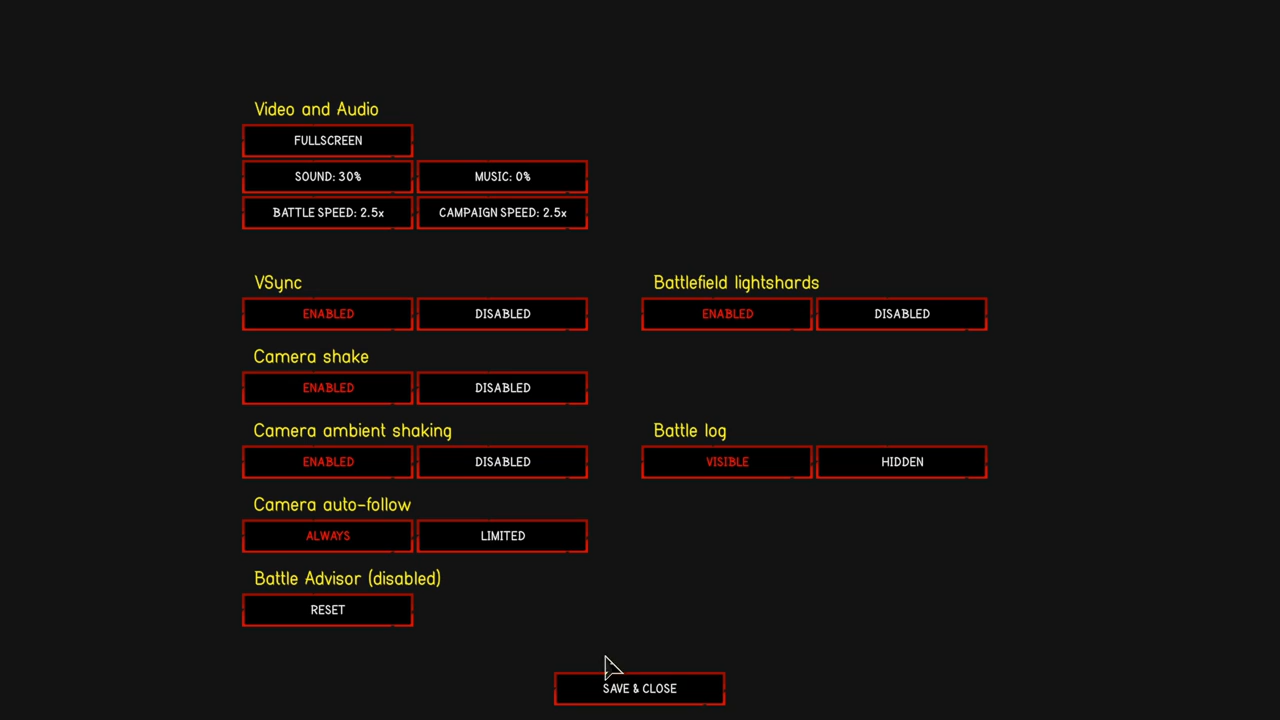 Video and Audio
FULLSCREEN
SOUND: 30% MUSIC: 0%
BATTLE SPEED: 2.5x CAMPAIGN SPEED: 2.5x
VSync Battlefield lightshards
ENABLED DISABLED ENABLED DISABLED
Camera shake
ENABLED DISABLED
Camera ambient shaking Battle log
ENABLED DISABLED VISIBLE HIDDEN
Camera auto-follow
ALWAYS LIMITED
Battle Advisor (disabled)
RESET
SAVE & CLOSE